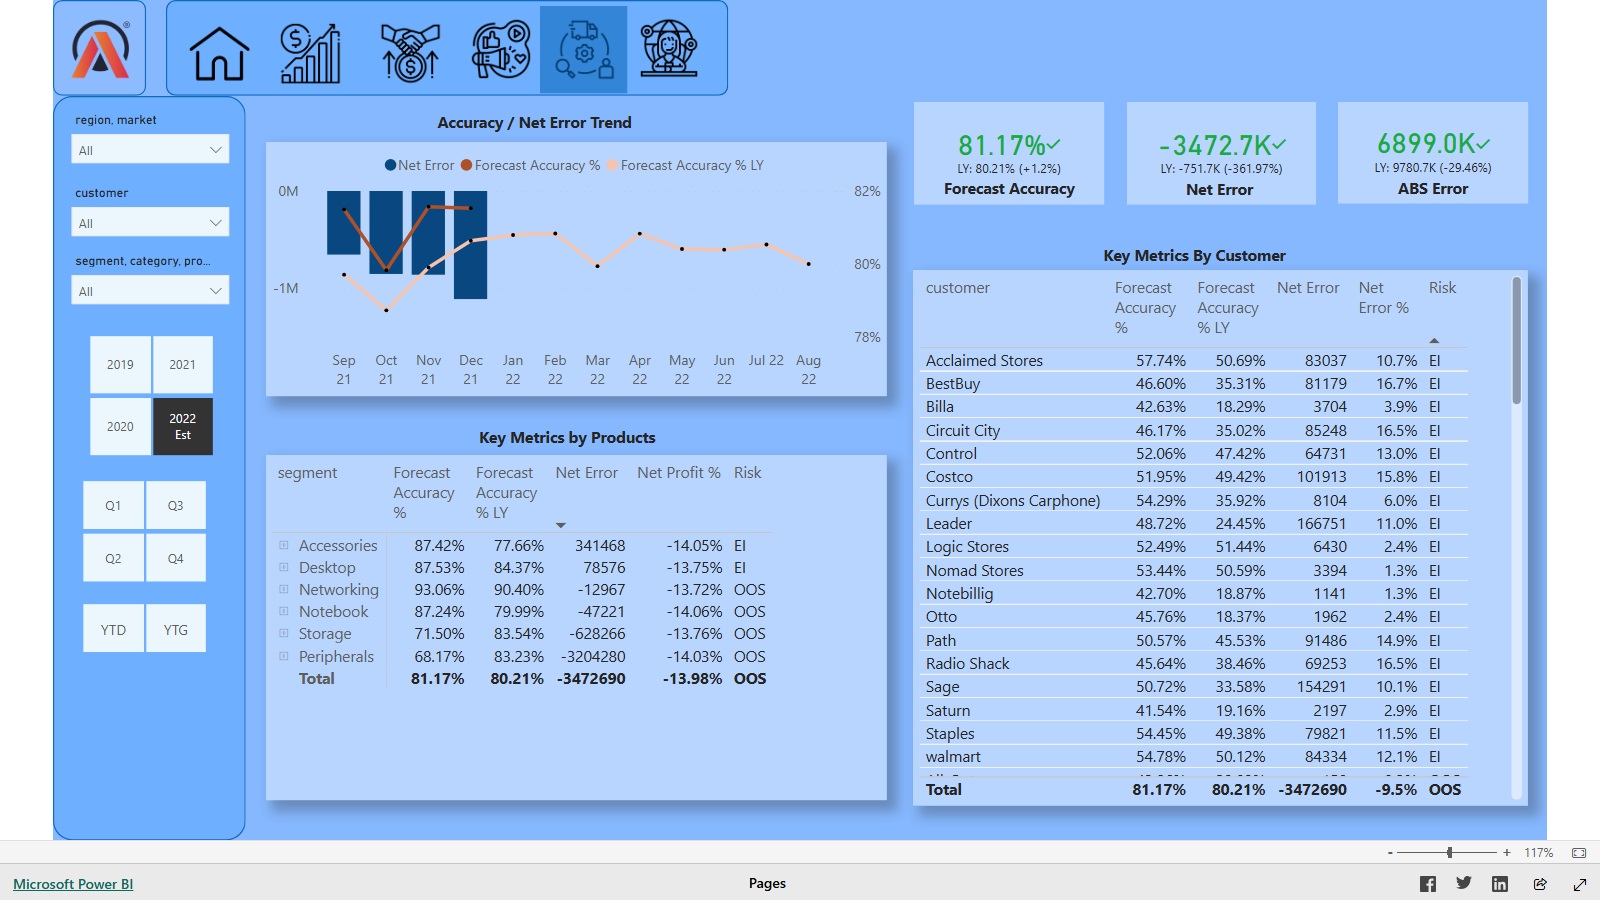 ®
region, market
All
customer
All
segment, category, pro...
All
2019 2021
2020 2022 Est
Q1 Q3
Q2 Q4
YTD YTG
Accuracy / Net Error Trend
Net Error Forecast Accuracy % Forecast Accuracy % LY
0M 82%
80%
-1M
78%
Sep 21 Oct 21 Nov 21 Dec 21 Jan 22 Feb 22 Mar 22 Apr 22 May 22 Jun 22 Jul 22 Aug 22
Key Metrics by Products
segment Forecast Accuracy % Forecast Accuracy % LY Net Error Net Profit % Risk
Accessories 87.42% 77.66% 341468 -14.05% EI
Desktop 87.53% 84.37% 78576 -13.75% EI
Networking 93.06% 90.40% -12967 -13.72% OOS
Notebook 87.24% 79.99% -47221 -14.06% OOS
Storage 71.50% 83.54% -628266 -13.76% OOS
Peripherals 68.17% 83.23% -3204280 -14.03% OOS
Total 81.17% 80.21% -3472690 -13.98% OOS
81.17%
LY: 80.21% (+1.2%)
Forecast Accuracy
-3472.7K
LY: -751.7K (-361.97%)
Net Error
6899.0K
LY: 9780.7K (-29.46%)
ABS Error
Key Metrics By Customer
customer Forecast Accuracy % Forecast Accuracy % LY Net Error Net Error % Risk
Acclaimed Stores 57.74% 50.69% 83037 10.7% EI
BestBuy 46.60% 35.31% 81179 16.7% EI
Billa 42.63% 18.29% 3704 3.9% EI
Circuit City 46.17% 35.02% 85248 16.5% EI
Control 52.06% 47.42% 64731 13.0% EI
Costco 51.95% 49.42% 101913 15.8% EI
Currys (Dixons Carphone) 54.29% 35.92% 8104 6.0% EI
Leader 48.72% 24.45% 166751 11.0% EI
Logic Stores 52.49% 51.44% 6430 2.4% EI
Nomad Stores 53.44% 50.59% 3394 1.3% EI
Notebillig 42.70% 18.87% 1141 1.3% EI
Otto 45.76% 18.37% 1962 2.4% EI
Path 50.57% 45.53% 91486 14.9% EI
Radio Shack 45.64% 38.46% 69253 16.5% EI
Sage 50.72% 33.58% 154291 10.1% EI
Saturn 41.54% 19.16% 2197 2.9% EI
Staples 54.45% 49.38% 79821 11.5% EI
walmart 54.78% 50.12% 84334 12.1% EI
Total 81.17% 80.21% -3472690 -9.5% OOS
- + 117%
Microsoft Power BI
Pages